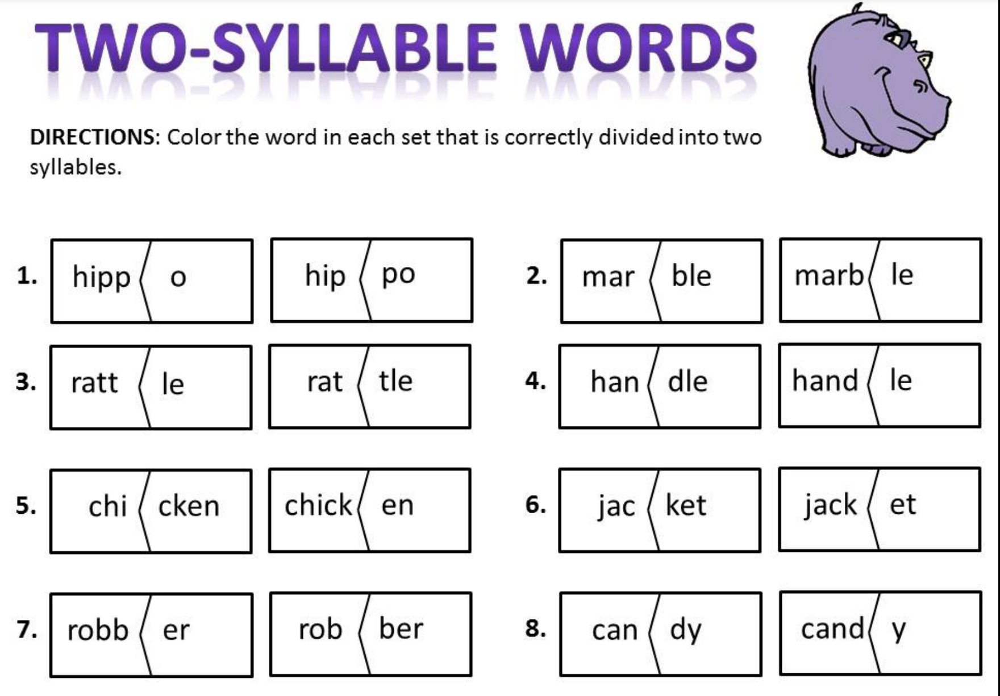 TWO-SYLLABLE WORDS
DIRECTIONS: Color the word in each set that is correctly divided into two
syllables.
1. hipp o hip po 2. mar ble marb le
3. ratt le rat tle 4. han dle hand le
5. chi cken chick en 6. jac ket jack et
7. robb er rob ber 8. can dy cand y